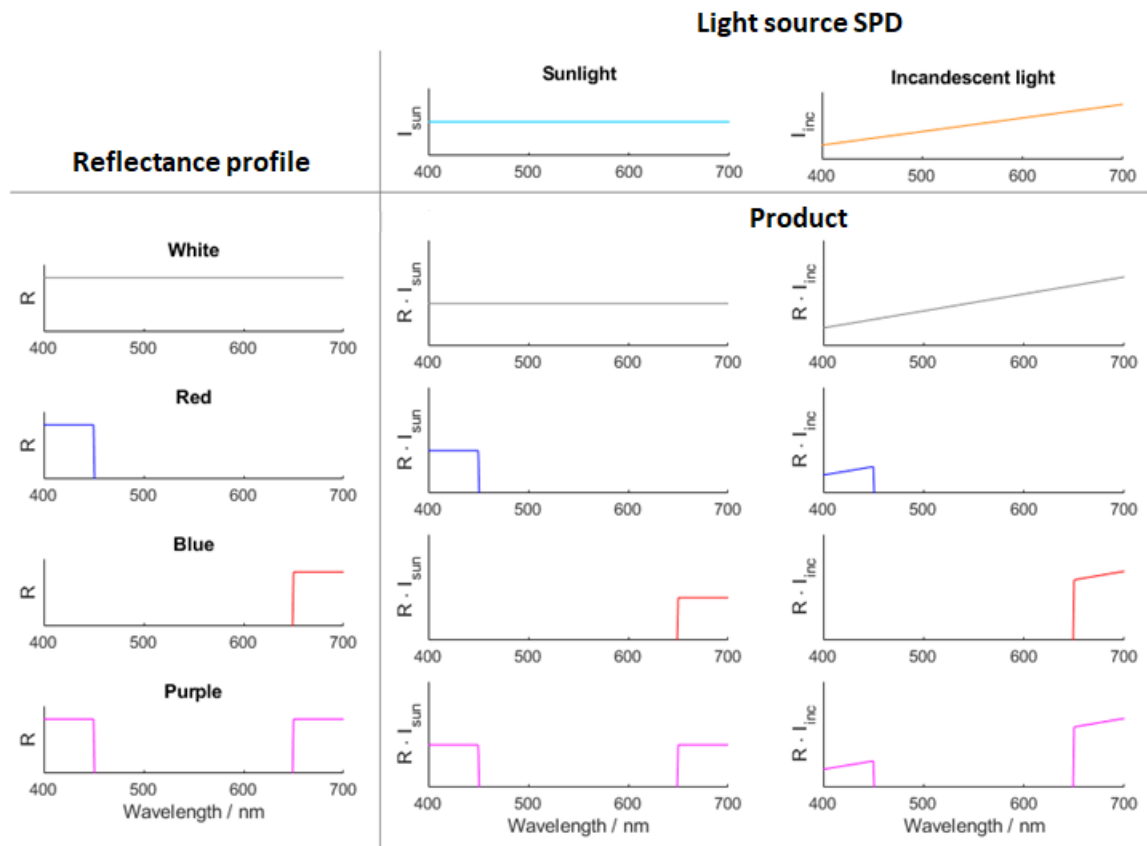 Light source SPD
Sunlight
Incandescent light
I_sun
400 500 600 700
I_inc
400 500 600 700
Reflectance profile
Product
White
R
400 500 600 700
R · I_sun
400 500 600 700
R · I_inc
400 500 600 700
Red
R
400 500 600 700
R · I_sun
400 500 600 700
R · I_inc
400 500 600 700
Blue
R
400 500 600 700
R · I_sun
400 500 600 700
R · I_inc
400 500 600 700
Purple
R
400 500 600 700
Wavelength / nm
R · I_sun
400 500 600 700
Wavelength / nm
R · I_inc
400 500 600 700
Wavelength / nm